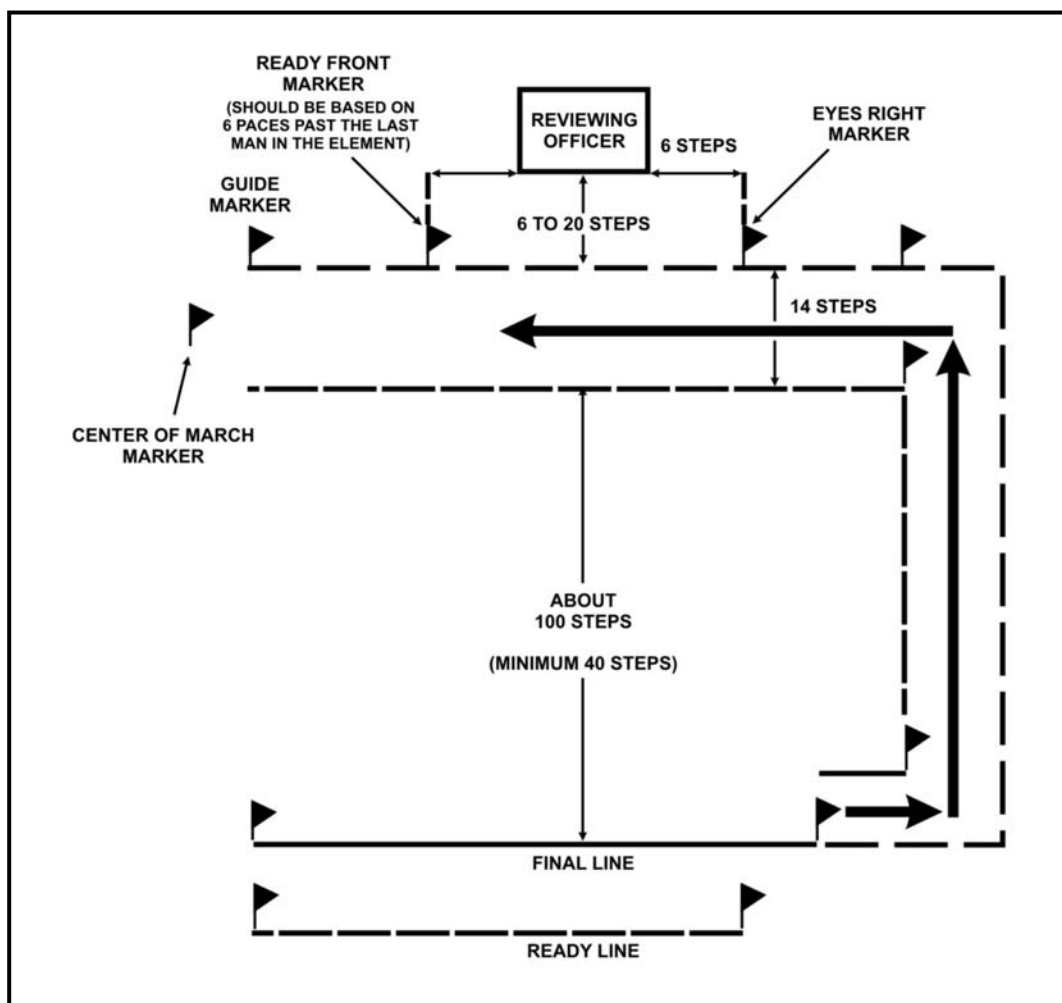 READY FRONT
MARKER
(SHOULD BE BASED ON
6 PACES PAST THE LAST
MAN IN THE ELEMENT)
REVIEWING
OFFICER
6 STEPS
EYES RIGHT
MARKER
GUIDE
MARKER
6 TO 20 STEPS
14 STEPS
CENTER OF MARCH
MARKER
ABOUT
100 STEPS
(MINIMUM 40 STEPS)
FINAL LINE
READY LINE